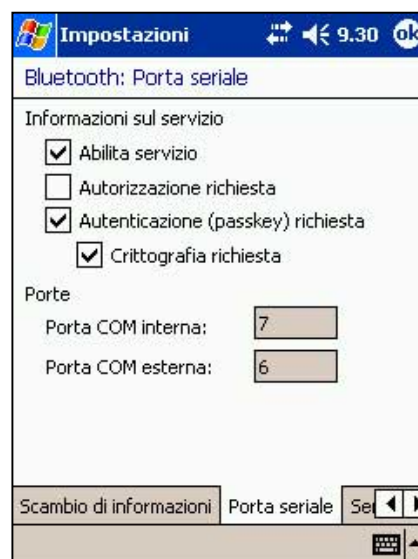 Impostazioni 9.30 ok
Bluetooth: Porta seriale
Informazioni sul servizio
Abilita servizio
Autorizzazione richiesta
Autenticazione (passkey) richiesta
Crittografia richiesta
Porte
Porta COM interna: 7
Porta COM esterna: 6
Scambio di informazioni Porta seriale Se